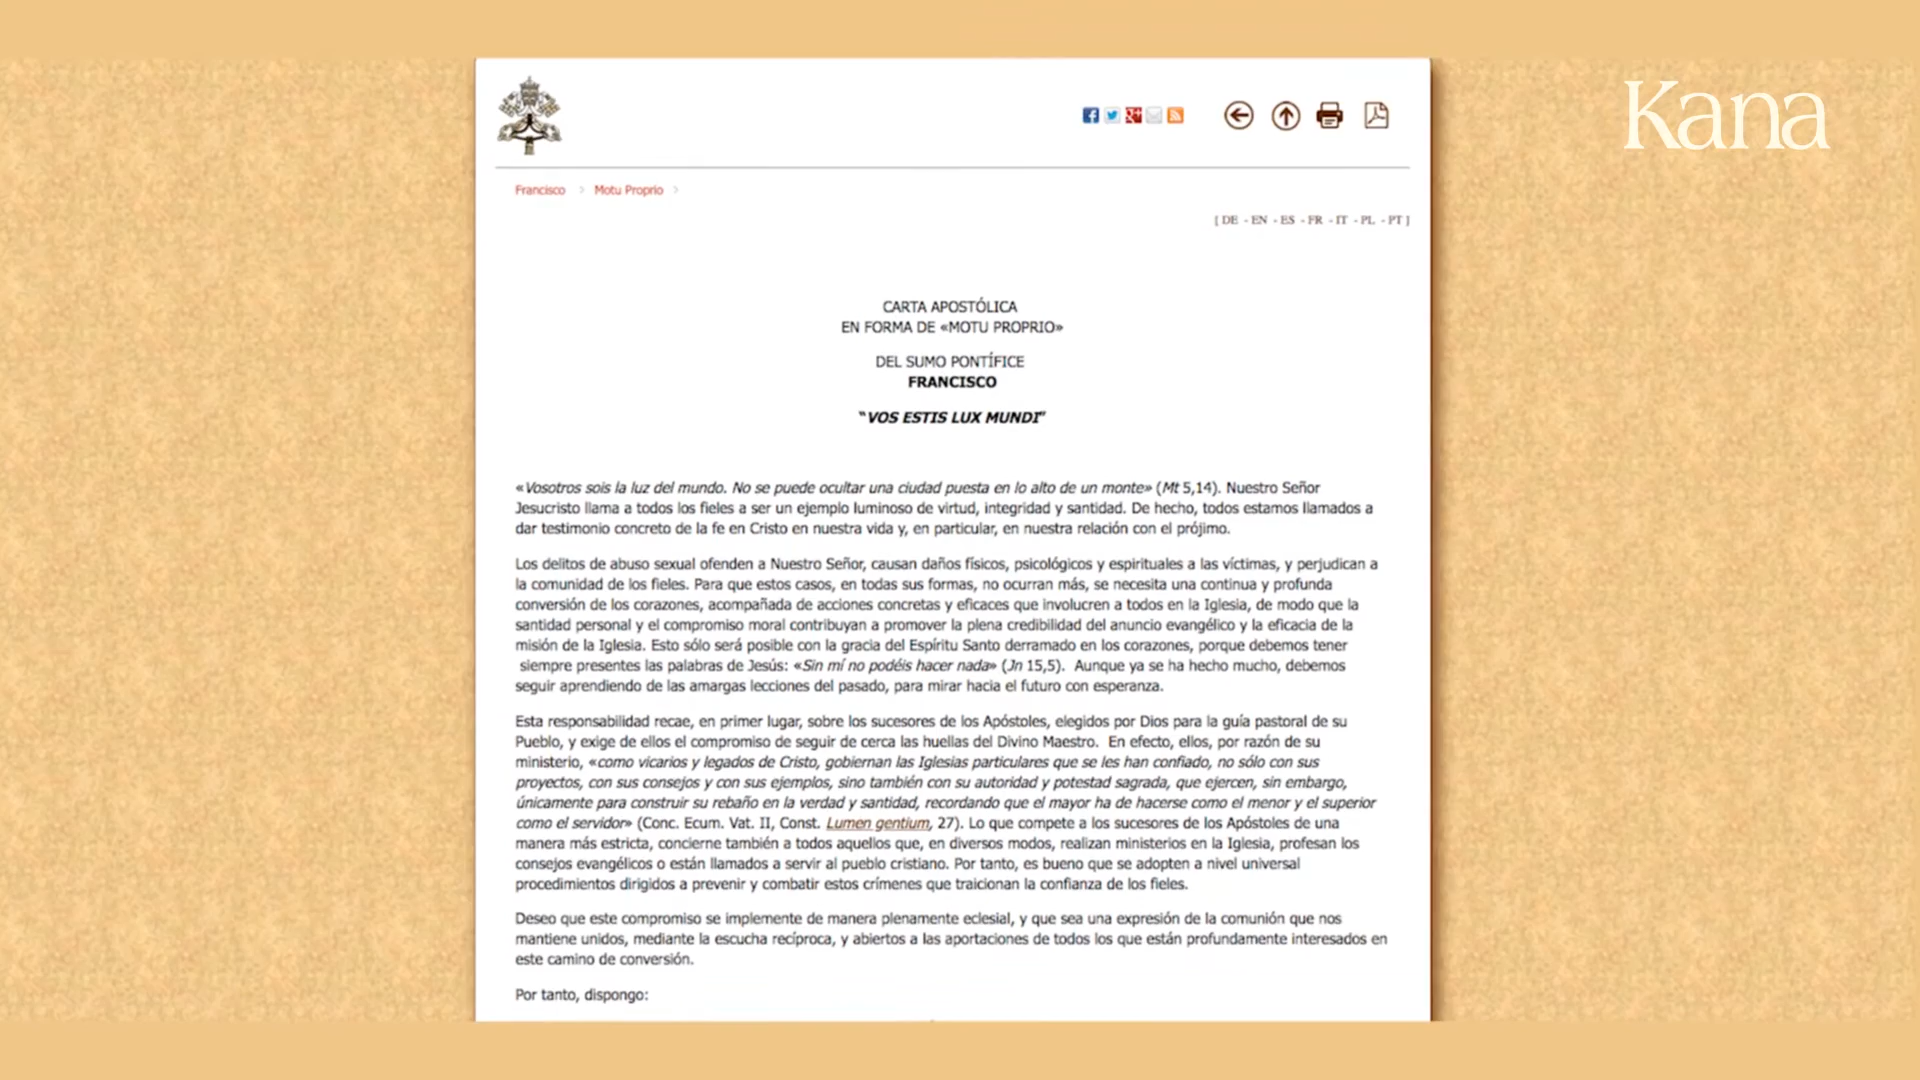 Kana
Francisco > Motu Proprio >
[ DE - EN - ES - FR - IT - PL - PT ]
CARTA APOSTÓLICA
EN FORMA DE «MOTU PROPRIO»
DEL SUMO PONTÍFICE
FRANCISCO
"VOS ESTIS LUX MUNDI"
«Vosotros sois la luz del mundo. No se puede ocultar una ciudad puesta en lo alto de un monte» (Mt 5,14). Nuestro Señor
Jesucristo llama a todos los fieles a ser un ejemplo luminoso de virtud, integridad y santidad. De hecho, todos estamos llamados a
dar testimonio concreto de la fe en Cristo en nuestra vida y, en particular, en nuestra relación con el prójimo.
Los delitos de abuso sexual ofenden a Nuestro Señor, causan daños físicos, psicológicos y espirituales a las víctimas, y perjudican a
la comunidad de los fieles. Para que estos casos, en todas sus formas, no ocurran más, se necesita una continua y profunda
conversión de los corazones, acompañada de acciones concretas y eficaces que involucren a todos en la Iglesia, de modo que la
santidad personal y el compromiso moral contribuyan a promover la plena credibilidad del anuncio evangélico y la eficacia de la
misión de la Iglesia. Esto sólo será posible con la gracia del Espíritu Santo derramado en los corazones, porque debemos tener
siempre presentes las palabras de Jesús: «Sin mí no podéis hacer nada» (Jn 15,5). Aunque ya se ha hecho mucho, debemos
seguir aprendiendo de las amargas lecciones del pasado, para mirar hacia el futuro con esperanza.
Esta responsabilidad recae, en primer lugar, sobre los sucesores de los Apóstoles, elegidos por Dios para la guía pastoral de su
Pueblo, y exige de ellos el compromiso de seguir de cerca las huellas del Divino Maestro. En efecto, ellos, por razón de su
ministerio, «como vicarios y legados de Cristo, gobiernan las Iglesias particulares que se les han confiado, no sólo con sus
proyectos, con sus consejos y con sus ejemplos, sino también con su autoridad y potestad sagrada, que ejercen, sin embargo,
únicamente para construir su rebaño en la verdad y santidad, recordando que el mayor ha de hacerse como el menor y el superior
como el servidor» (Conc. Ecum. Vat. II, Const. Lumen gentium, 27). Lo que compete a los sucesores de los Apóstoles de una
manera más estricta, concierne también a todos aquellos que, en diversos modos, realizan ministerios en la Iglesia, profesan los
consejos evangélicos o están llamados a servir al pueblo cristiano. Por tanto, es bueno que se adopten a nivel universal
procedimientos dirigidos a prevenir y combatir estos crímenes que traicionan la confianza de los fieles.
Deseo que este compromiso se implemente de manera plenamente eclesial, y que sea una expresión de la comunión que nos
mantiene unidos, mediante la escucha recíproca, y abiertos a las aportaciones de todos los que están profundamente interesados en
este camino de conversión.
Por tanto, dispongo: